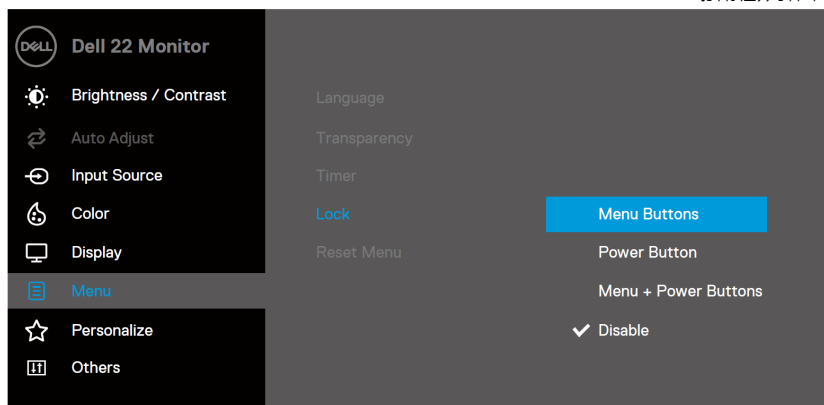 DELL
Dell 22 Monitor
Brightness / Contrast
Auto Adjust
Input Source
Color
Display
Menu
Personalize
Others
Language
Transparency
Timer
Lock
Reset Menu
Menu Buttons
Power Button
Menu + Power Buttons
Disable